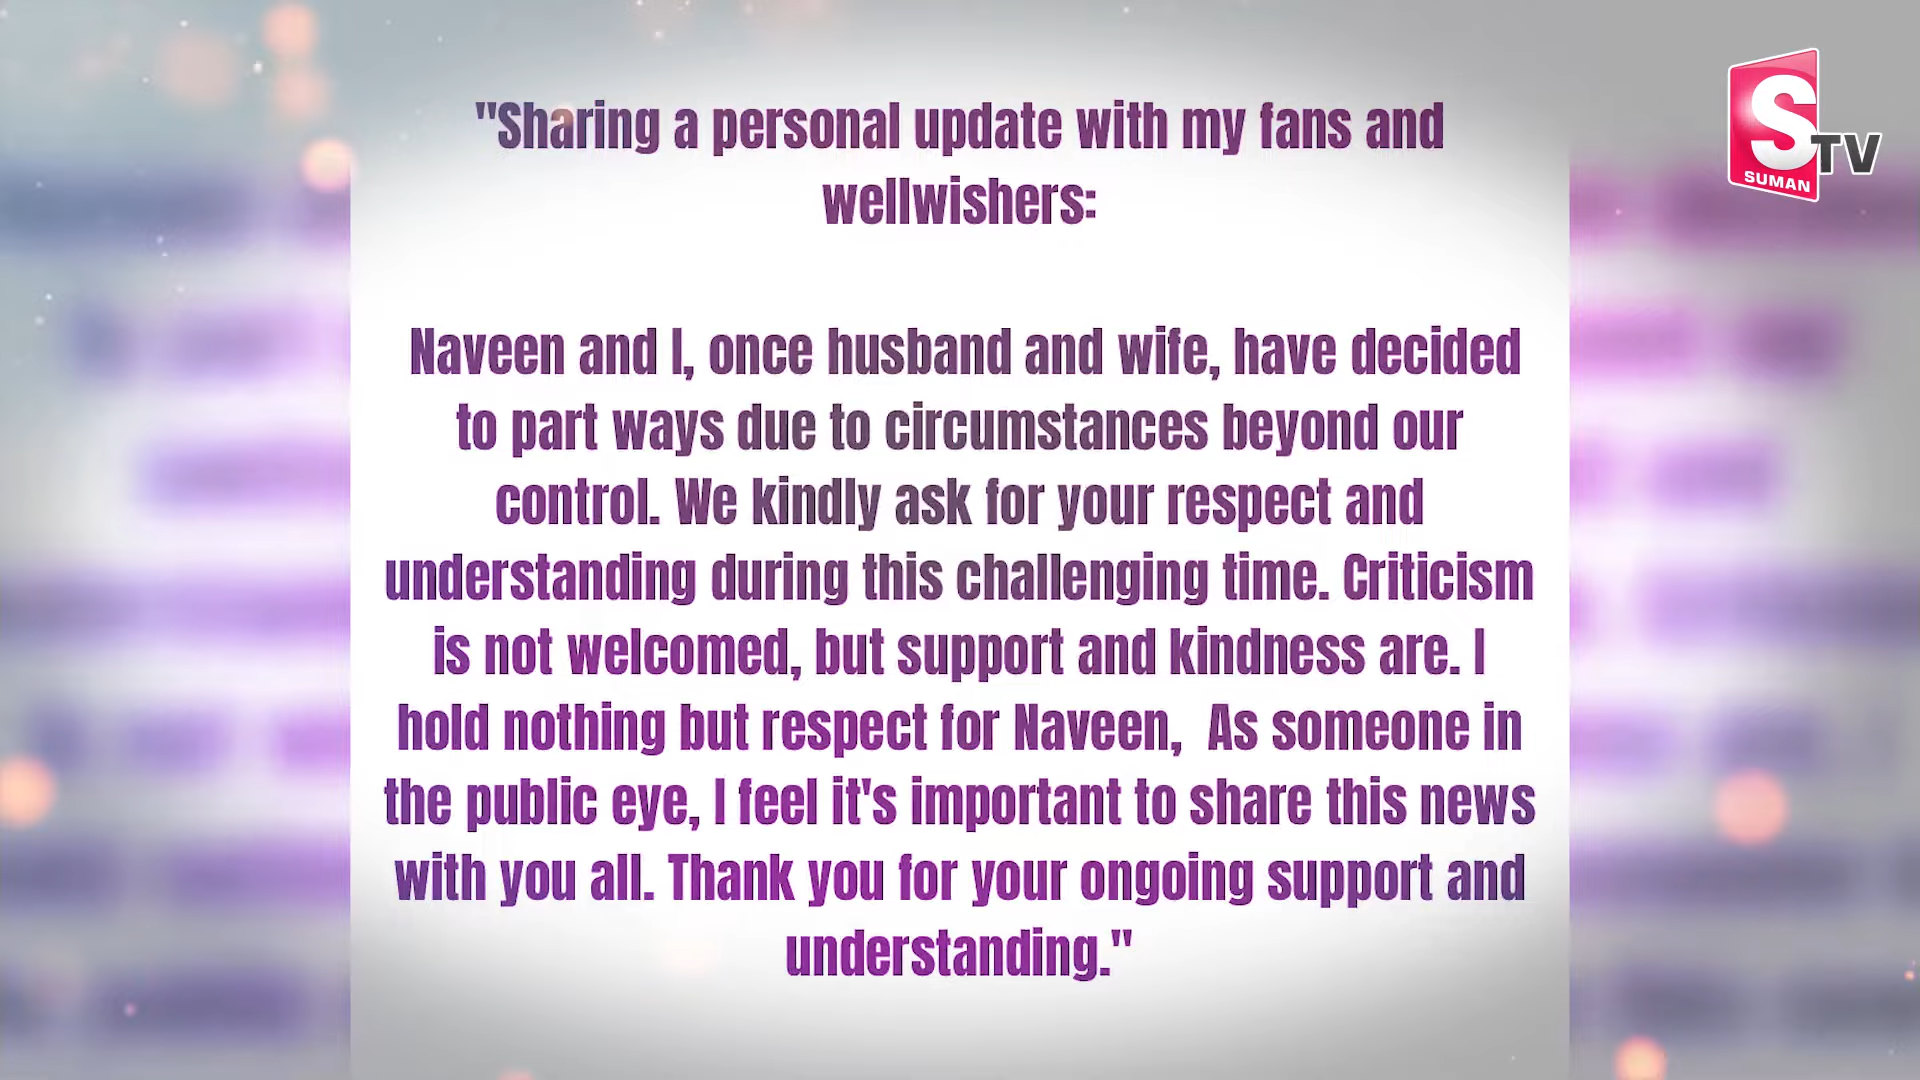 "Sharing a personal update with my fans and
wellwishers:
Naveen and I, once husband and wife, have decided
to part ways due to circumstances beyond our
control. We kindly ask for your respect and
understanding during this challenging time. Criticism
is not welcomed, but support and kindness are. I
hold nothing but respect for Naveen,  As someone in
the public eye, I feel it's important to share this news
with you all. Thank you for your ongoing support and
understanding."
S TV
SUMAN